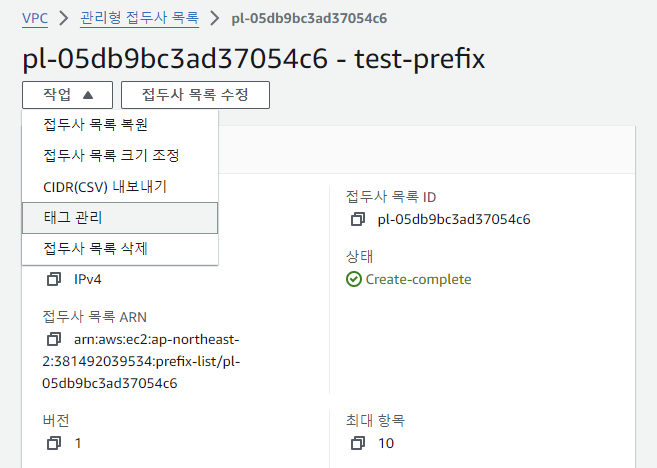 VPC > 관리형 접두사 목록 > pl-05db9bc3ad37054c6
pl-05db9bc3ad37054c6 - test-prefix
작업 ▲ 접두사 목록 수정
접두사 목록 복원
접두사 목록 크기 조정
CIDR(CSV) 내보내기
태그 관리
접두사 목록 삭제
IPv4
접두사 목록 ID
pl-05db9bc3ad37054c6
상태
Create-complete
접두사 목록 ARN
arn:aws:ec2:ap-northeast-
2:381492039534:prefix-list/pl-
05db9bc3ad37054c6
버전
1
최대 항목
10